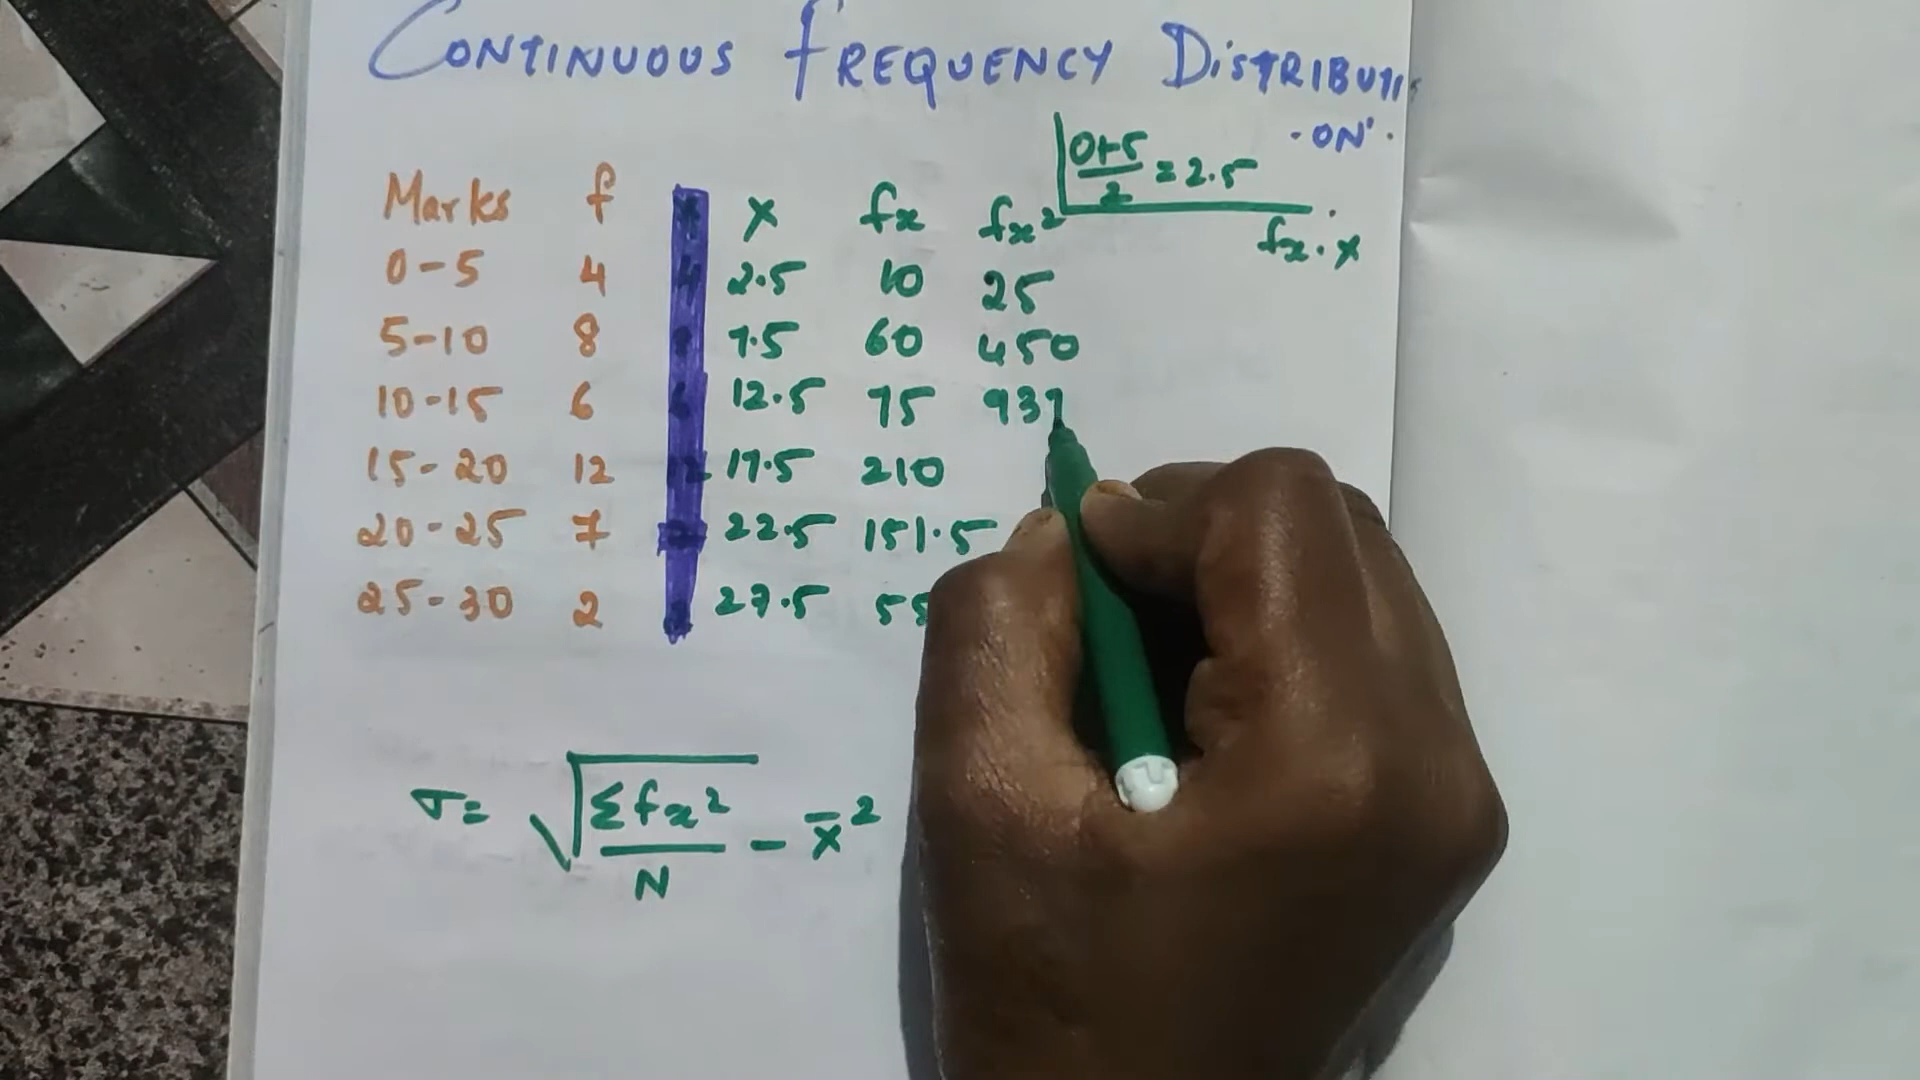 CONTINUOUS FREQUENCY DISTRIBUTI
-ON'.
0+5/2 = 2.5
Marks f x fx fx²
fx.x
0-5 4 2.5 10 25
5-10 8 7.5 60 450
10-15 6 12.5 75 937
15-20 12 17.5 210
20-25 7 22.5 151.5
25-30 2 27.5 55
σ= √Σfx²/N - x̄²